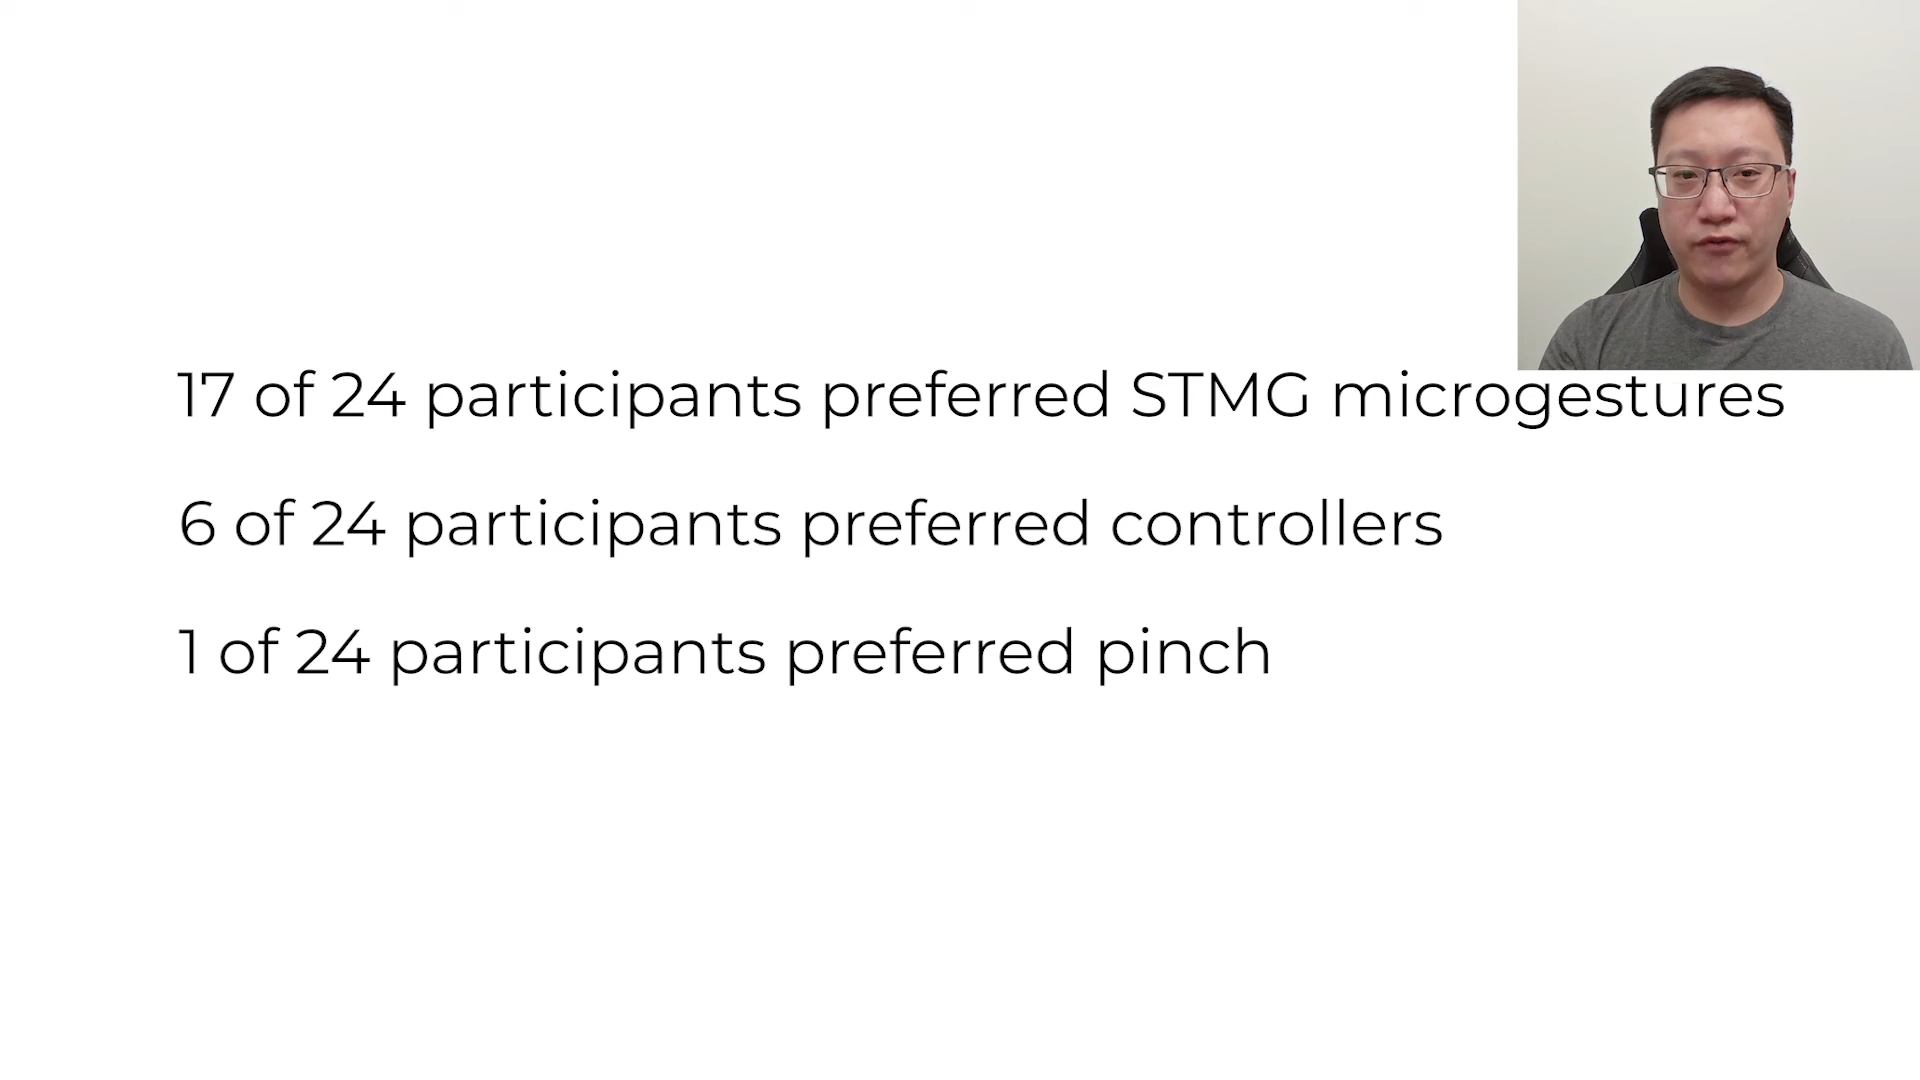 17 of 24 participants preferred STMG microgestures
6 of 24 participants preferred controllers
1 of 24 participants preferred pinch